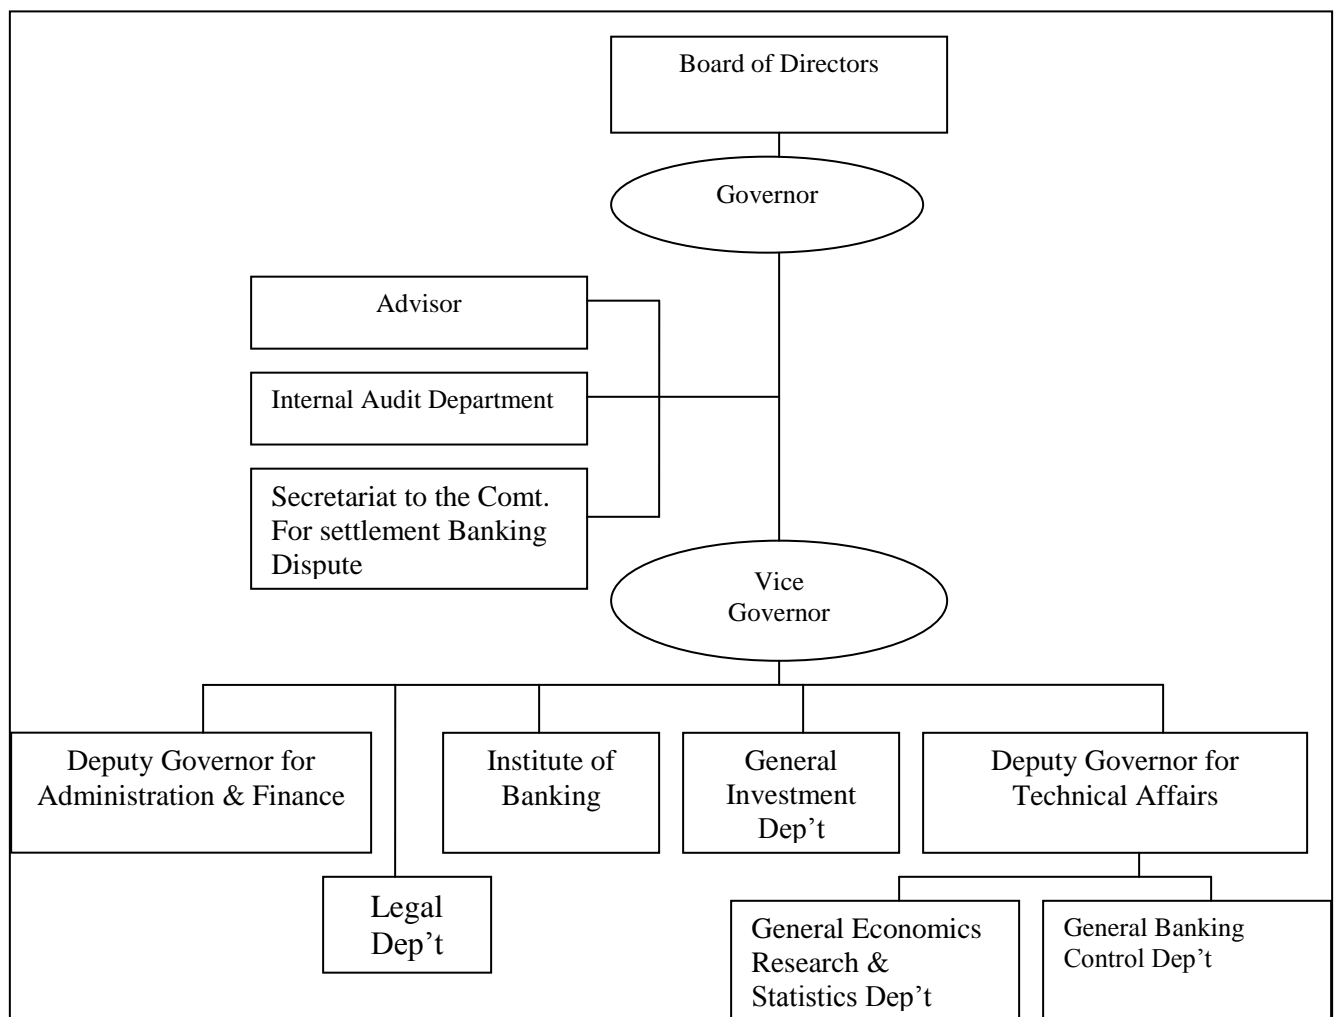 Board of Directors
Governor
Advisor
Internal Audit Department
Secretariat to the Comt.
For settlement Banking
Dispute
Vice
Governor
Deputy Governor for
Administration & Finance
Institute of
Banking
General
Investment
Dep’t
Deputy Governor for
Technical Affairs
Legal
Dep’t
General Economics
Research &
Statistics Dep’t
General Banking
Control Dep’t